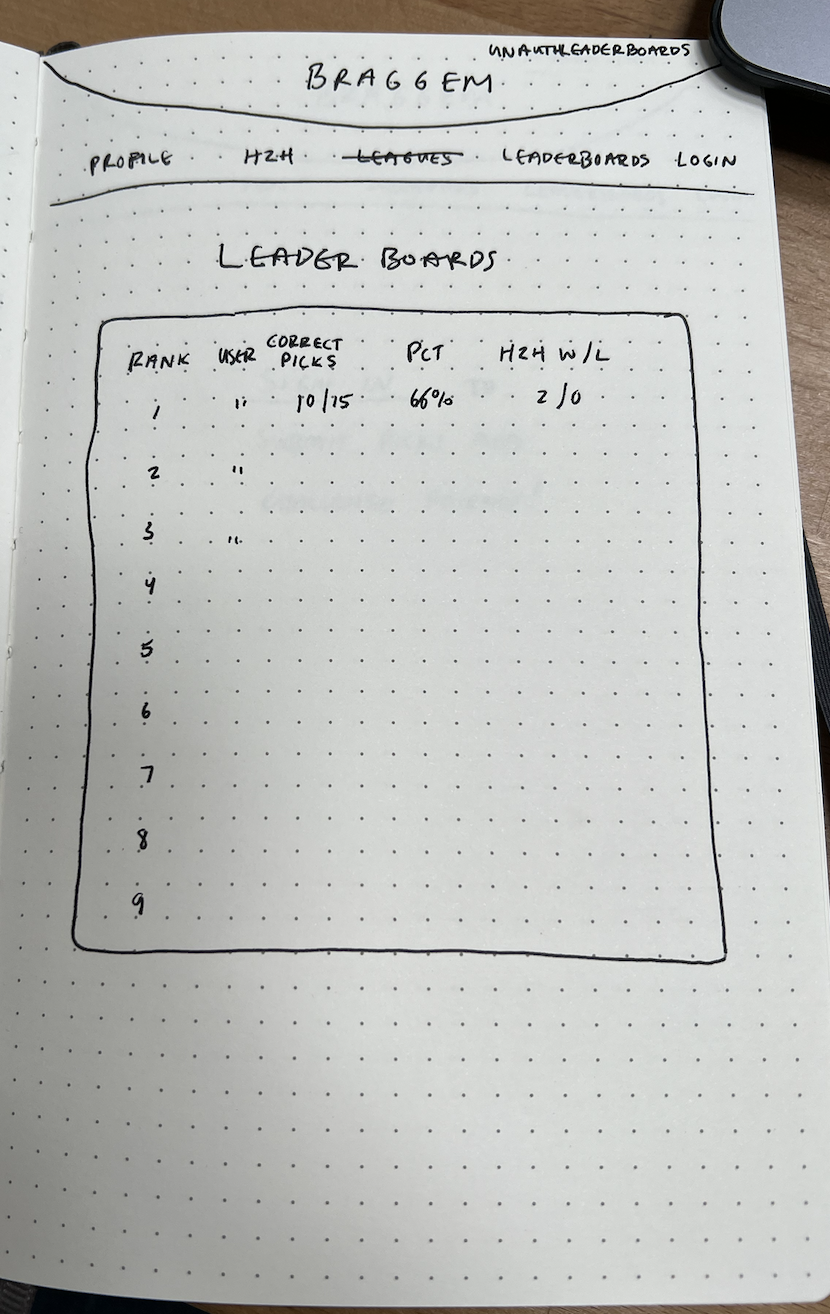 UNAUTHLEADERBOARDS
BRAGGEM
PROFILE H2H LEAGUES LEADERBOARDS LOGIN
LEADER BOARDS
RANK USER CORRECT PICKS PCT H2H W/L
1 " 10/15 66% 2/0
2 "
3 "
4
5
6
7
8
9